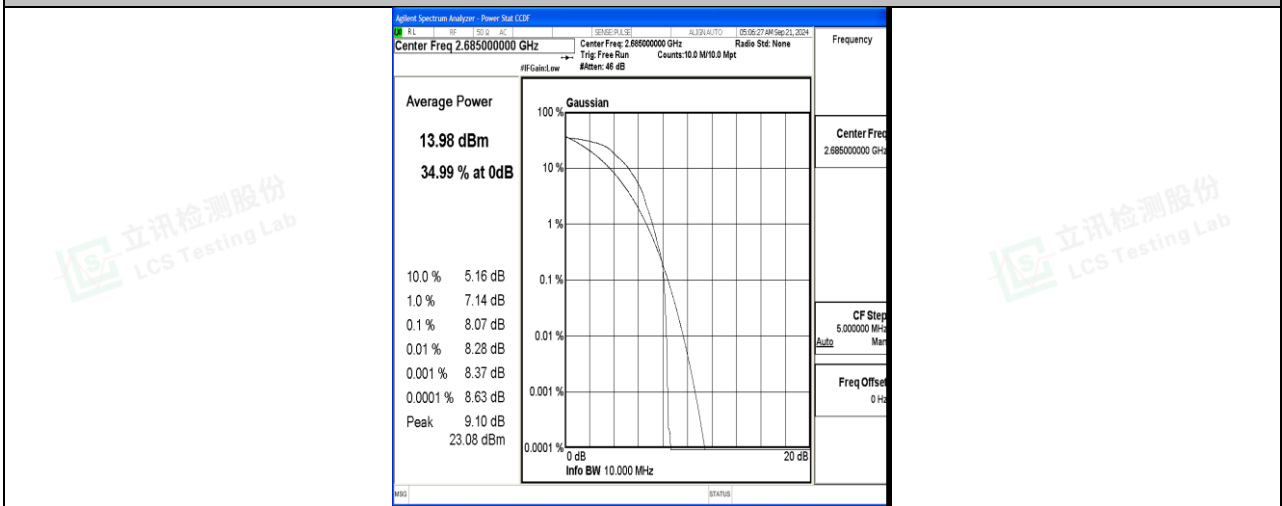 Agilent Spectrum Analyzer - Power Stat CCDF
RL RF 50 Ω AC SENSE:PULSE ALIGN AUTO 05:06:27 AM Sep 21, 2024
Center Freq 2.685000000 GHz
Center Freq: 2.685000000 GHz Radio Std: None
Trig: Free Run Counts:10.0 M/10.0 Mpt
#IFGain:Low #Atten: 46 dB
Frequency
Average Power
13.98 dBm
34.99 % at 0dB
10.0 % 5.16 dB
1.0 % 7.14 dB
0.1 % 8.07 dB
0.01 % 8.28 dB
0.001 % 8.37 dB
0.0001 % 8.63 dB
Peak 9.10 dB
23.08 dBm
Gaussian
100 %
10 %
1 %
0.1 %
0.01 %
0.001 %
0.0001 %
0 dB 20 dB
Info BW 10.000 MHz
Center Freq
2.685000000 GHz
CF Step
5.000000 MHz
Auto Man
Freq Offset
0 Hz
MSG STATUS
立讯检测股份
LCS Testing Lab
立讯检测股份
LCS Testing Lab